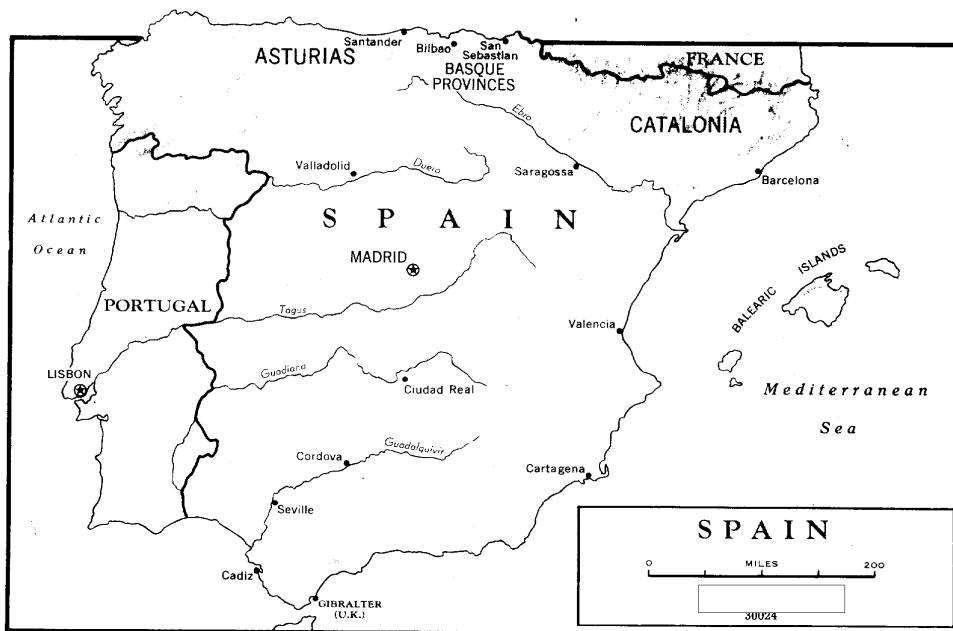 Santander
Bilbao
San
Sebastian
ASTURIAS
BASQUE
PROVINCES
FRANCE
Ebro
CATALONIA
Valladolid
Duero
Saragossa
Barcelona
Atlantic
Ocean
SPAIN
MADRID
BALEARIC ISLANDS
PORTUGAL
Tagus
Valencia
LISBON
Guadiana
Ciudad Real
Mediterranean
Sea
Guadalquivir
Cordova
Cartagena
Seville
SPAIN
0 MILES 200
Cadiz
GIBRALTER
(U.K.)
30024